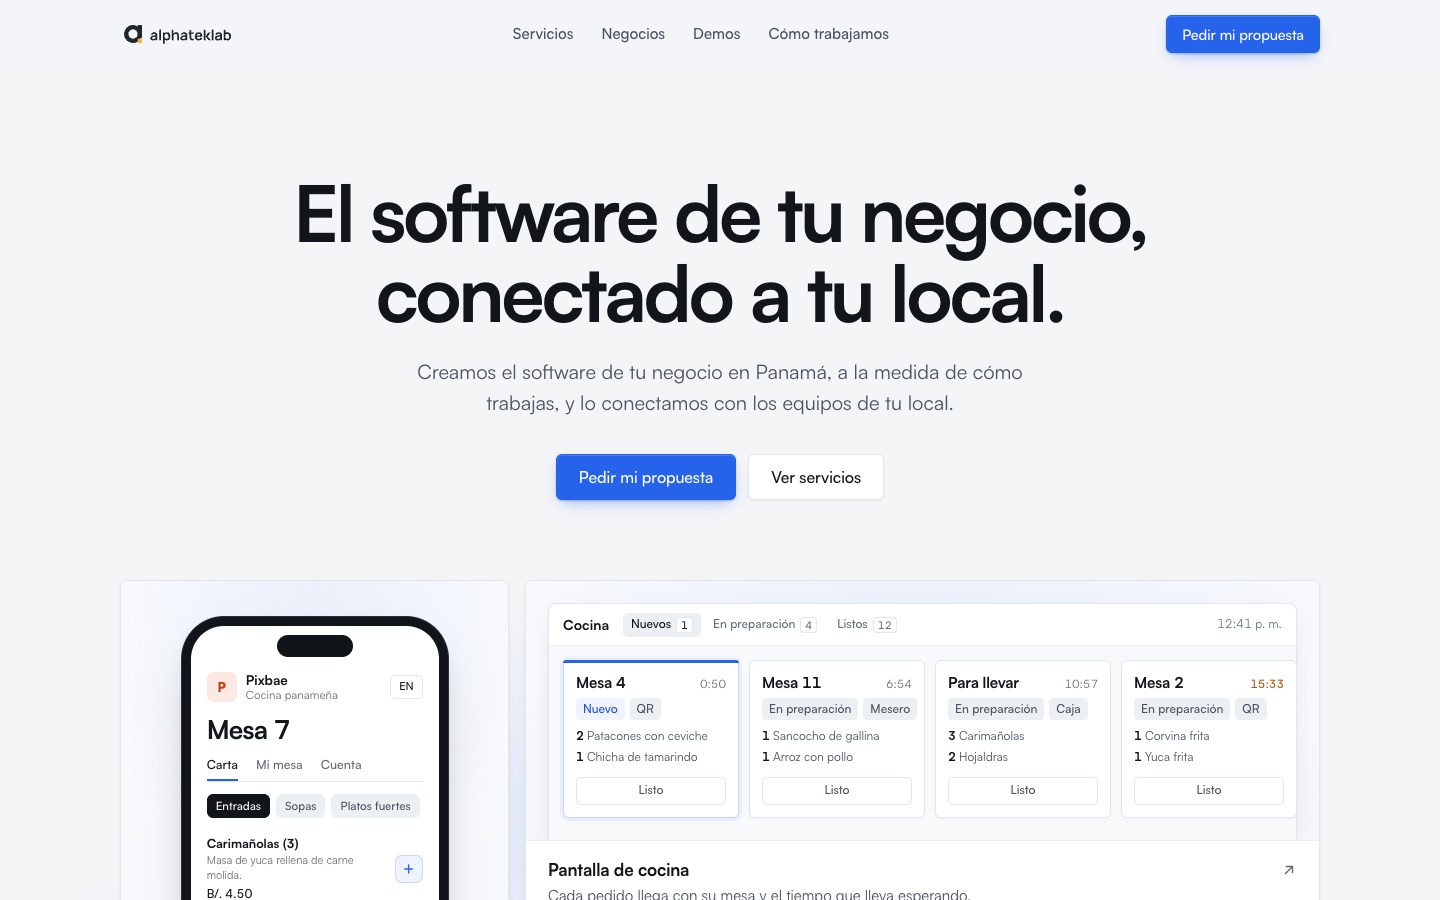 alphateklab
Servicios
Negocios
Demos
Cómo trabajamos
Pedir mi propuesta
El software de tu negocio,
conectado a tu local.
Creamos el software de tu negocio en Panamá, a la medida de cómo
trabajas, y lo conectamos con los equipos de tu local.
Pedir mi propuesta
Ver servicios
P
Pixbae
Cocina panameña
EN
Mesa 7
Carta
Mi mesa
Cuenta
Entradas
Sopas
Platos fuertes
Carimañolas (3)
Masa de yuca rellena de carne
molida.
B/. 4.50
+
Cocina
Nuevos 1
En preparación 4
Listos 12
12:41 p. m.
Mesa 4 0:50
Nuevo QR
2 Patacones con ceviche
1 Chicha de tamarindo
Listo
Mesa 11 6:54
En preparación Mesero
1 Sancocho de gallina
1 Arroz con pollo
Listo
Para llevar 10:57
En preparación Caja
3 Carimañolas
2 Hojaldras
Listo
Mesa 2 15:33
En preparación QR
1 Corvina frita
1 Yuca frita
Listo
Pantalla de cocina
Cada pedido llega con su mesa y el tiempo que lleva esperando.